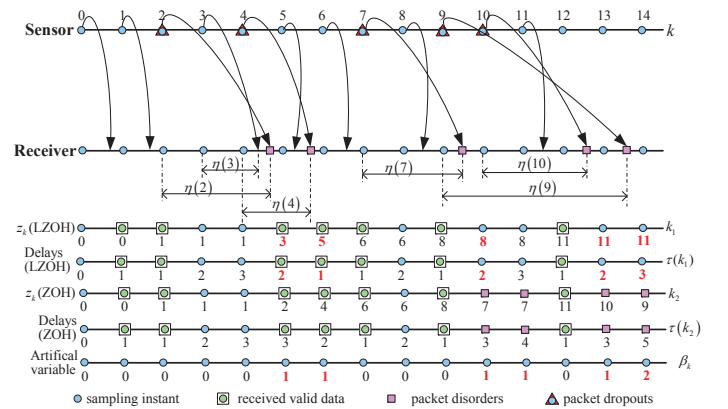 0 1 2 3 4 5 6 7 8 9 10 11 12 13 14
Sensor k
Receiver
η(3) η(7) η(10)
η(2) η(9)
η(4)
z_k(LZOH) k_1
0 0 1 1 1 3 5 6 6 8 8 8 11 11 11
Delays
(LZOH) τ(k_1)
0 1 1 2 3 2 1 1 2 1 2 3 1 2 3
z_k(ZOH) k_2
0 0 1 1 1 2 4 6 6 8 7 7 11 10 9
Delays
(ZOH) τ(k_2)
0 1 1 2 3 3 2 1 2 1 3 4 1 3 5
Artifical
variable β_k
0 0 0 0 0 1 1 0 0 0 1 1 0 1 2
sampling instant received valid data packet disorders packet dropouts